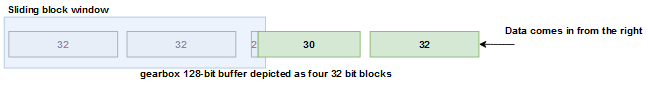 Sliding block window
Data comes in from the right
32 32 2 30 32
gearbox 128-bit buffer depicted as four 32 bit blocks